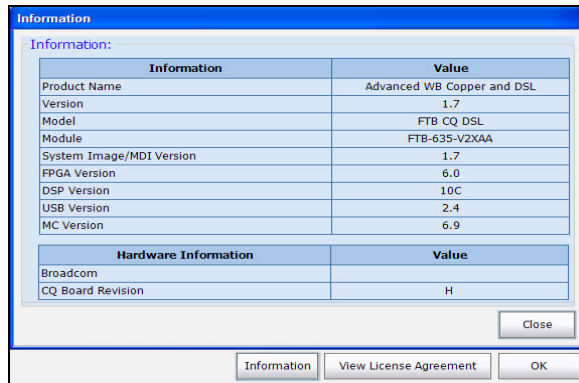 Information
Information:
Information Value
Product Name Advanced WB Copper and DSL
Version 1.7
Model FTB CQ DSL
Module FTB-635-V2XAA
System Image/MDI Version 1.7
FPGA Version 6.0
DSP Version 10C
USB Version 2.4
MC Version 6.9
Hardware Information Value
Broadcom
CQ Board Revision H
Close
Information View License Agreement OK